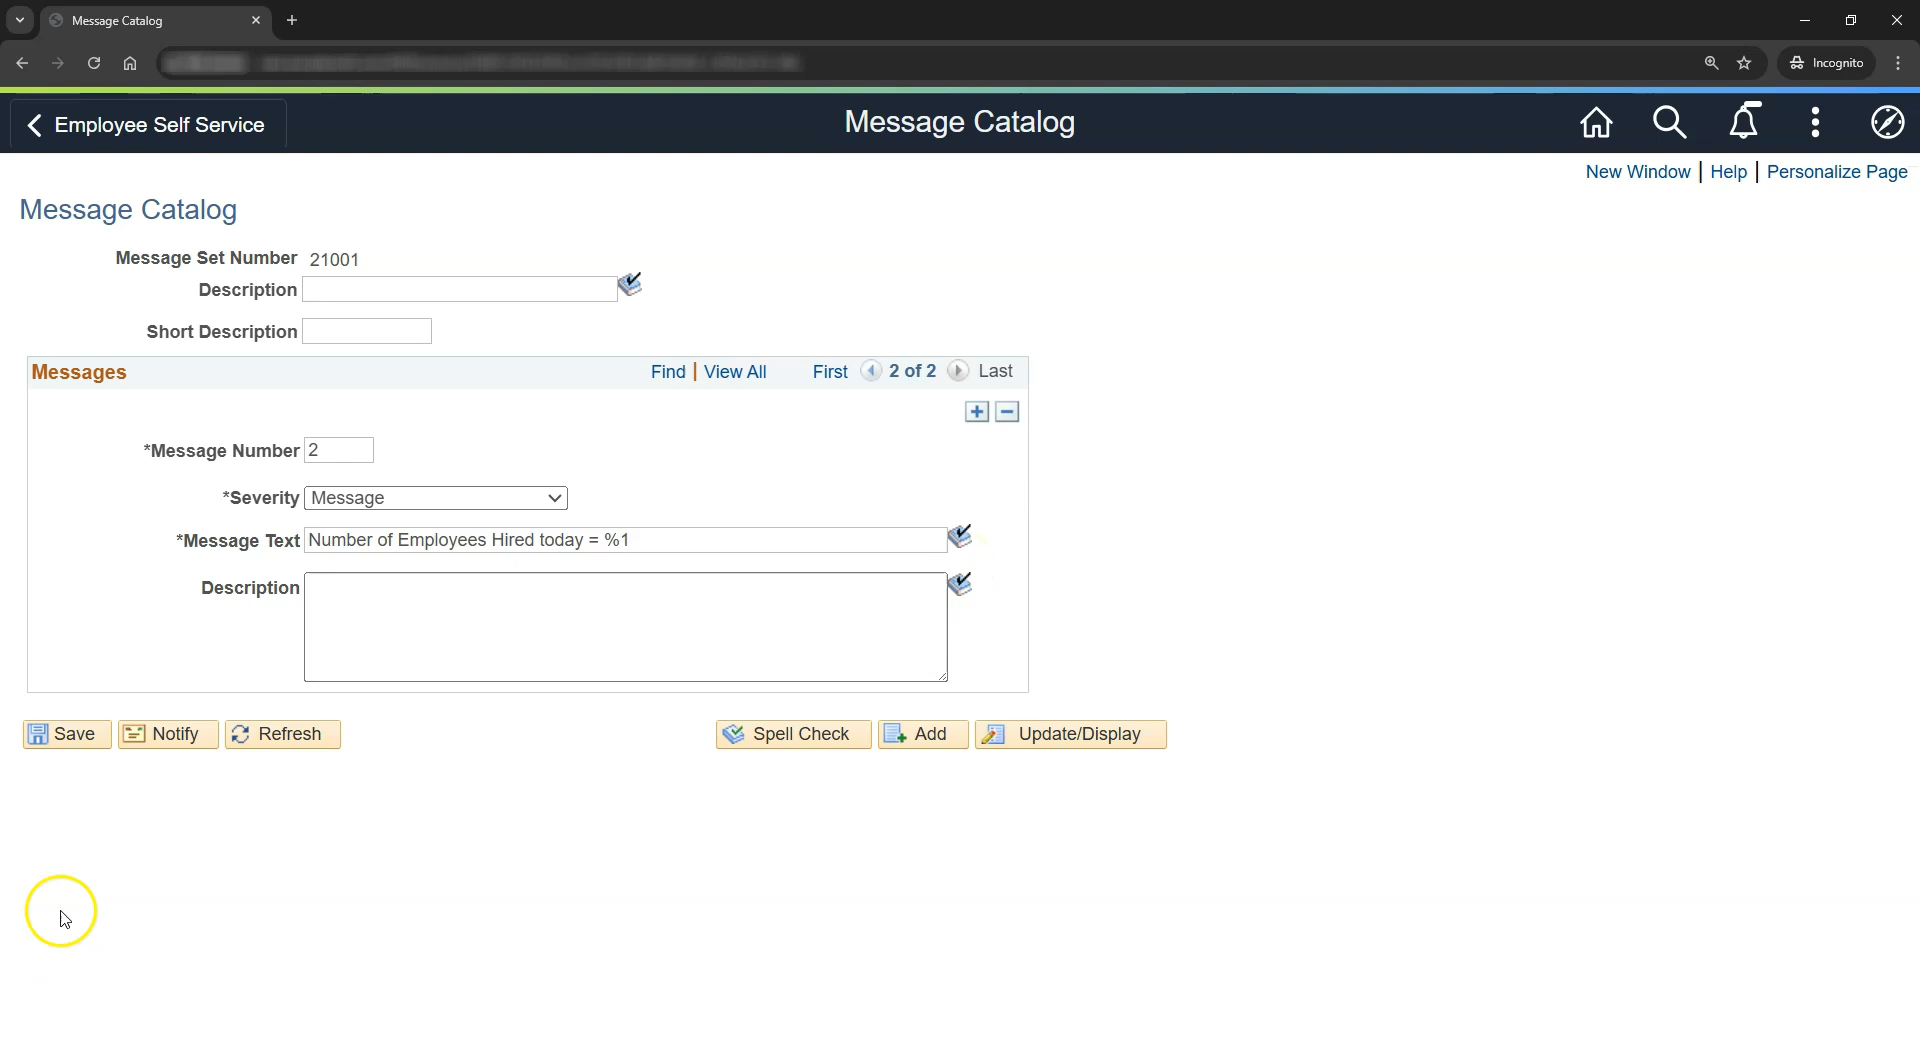 Message Catalog
Incognito
Employee Self Service
Message Catalog
New Window | Help | Personalize Page
Message Catalog
Message Set Number 21001
Description
Short Description
Messages Find | View All First 2 of 2 Last
*Message Number 2
*Severity Message
*Message Text Number of Employees Hired today = %1
Description
Save Notify Refresh Spell Check Add Update/Display